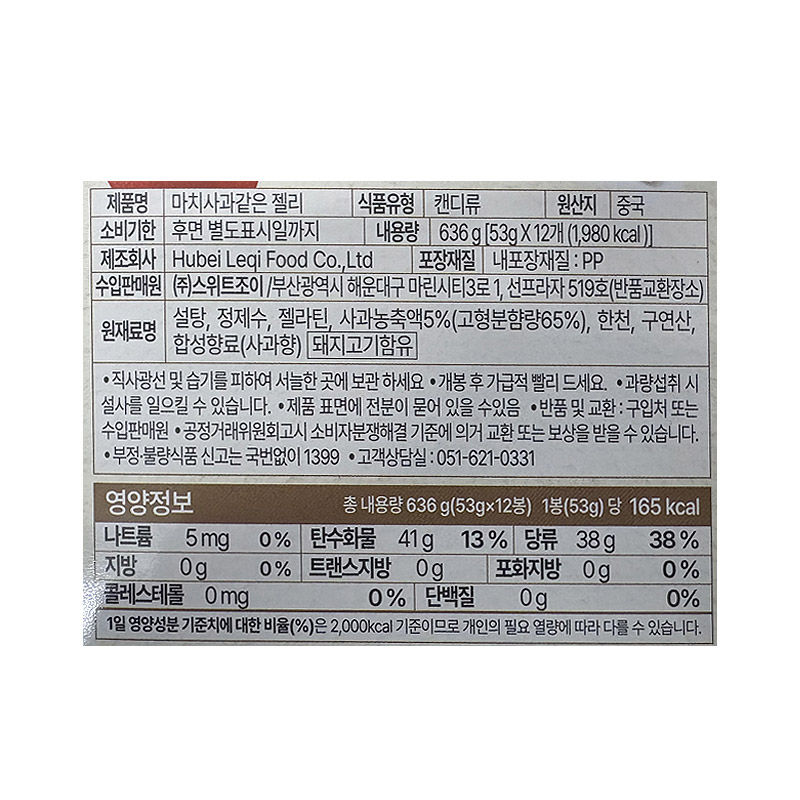 제품명 마치사과같은 젤리 식품유형 캔디류 원산지 중국
소비기한 후면 별도표시일까지 내용량 636 g [53g X 12개 (1,980 kcal )]
제조회사 Hubei Leqi Food Co.,Ltd 포장재질 내포장재질 : PP
수입판매원 ㈜스위트조이 /부산광역시 해운대구 마린시티3로 1, 선프라자 519호(반품교환장소)
원재료명 설탕, 정제수, 젤라틴, 사과농축액5%(고형분햠량65%), 한천, 구연산,
합성향료(사과향) 돼지고기함유
•직사광선 및 습기를 피하여 서늘한 곳에 보관 하세요 •개봉 후 가급적 빨리 드세요. •과량섭취 시
설사를 일으킬 수 있습니다. •제품 표면에 전분이 묻어 있을 수있음 •반품 및 교환 : 구입처 또는
수입판매원 •공정거래위원회고시 소비자분쟁해결 기준에 의거 교환 또는 보상을 받을 수 있습니다.
•부정·불량식품 신고는 국번없이 1399 •고객상담실 : 051-621-0331
영양정보 총 내용량 636 g(53g×12봉) 1봉(53g) 당 165 kcal
나트륨 5 mg 0 % 탄수화물 41 g 13 % 당류 38 g 38 %
지방 0 g 0 % 트랜스지방 0 g 포화지방 0 g 0 %
콜레스테롤 0 mg 0 % 단백질 0 g 0%
1일 영양성분 기준치에 대한 비율(%)은 2,000kcal 기준이므로 개인의 필요 열량에 따라 다를 수 있습니다.